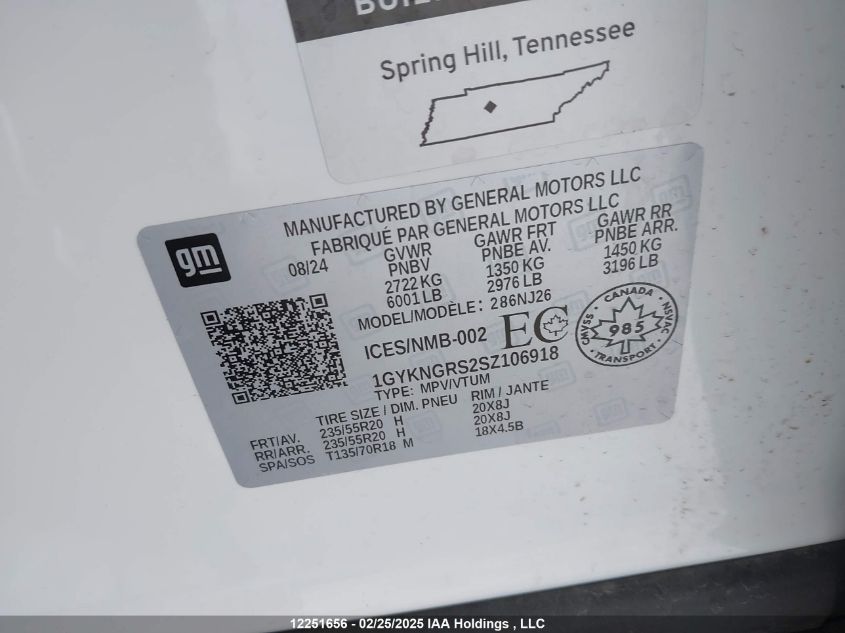 Spring Hill, Tennessee
MANUFACTURED BY GENERAL MOTORS LLC
FABRIQUÉ PAR GENERAL MOTORS LLC
gm
08/24
GVWR GAWR FRT GAWR RR
PNBV PNBE AV. PNBE ARR.
2722 KG 1350 KG 1450 KG
6001 LB 2976 LB 3196 LB
MODEL/MODÈLE: 286NJ26
ICES/NMB-002 EC
CANADA
CMVSS 985 NSVAC
TRANSPORT
1GYKNGRS2SZ106918
TYPE: MPV/VTUM
TIRE SIZE / DIM. PNEU RIM / JANTE
FRT/AV. 235/55R20 H 20X8J
RR/ARR. 235/55R20 H 20X8J
SPA/SOS T135/70R18 M 18X4.5B
12251656 - 02/25/2025 IAA Holdings , LLC